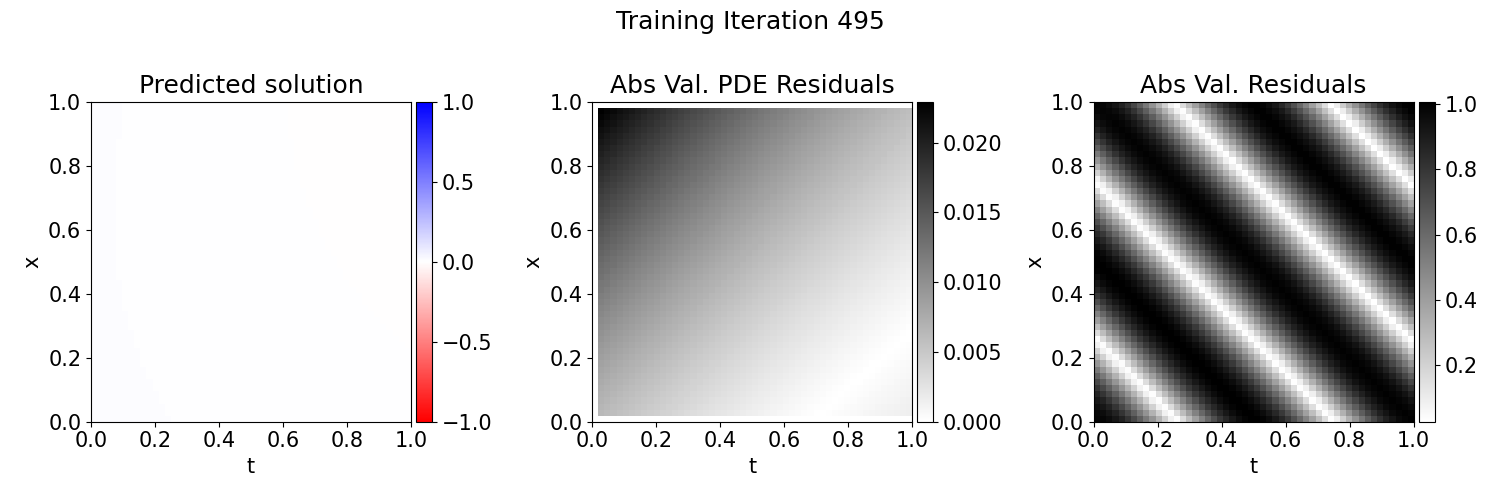 Training Iteration 495
Predicted solution
1.0
0.8
0.6
0.4
0.2
0.0
x
0.0 0.2 0.4 0.6 0.8 1.0
t
1.0
0.5
0.0
−0.5
−1.0
Abs Val. PDE Residuals
1.0
0.8
0.6
0.4
0.2
0.0
x
0.0 0.2 0.4 0.6 0.8 1.0
t
0.020
0.015
0.010
0.005
0.000
Abs Val. Residuals
1.0
0.8
0.6
0.4
0.2
0.0
x
0.0 0.2 0.4 0.6 0.8 1.0
t
1.0
0.8
0.6
0.4
0.2